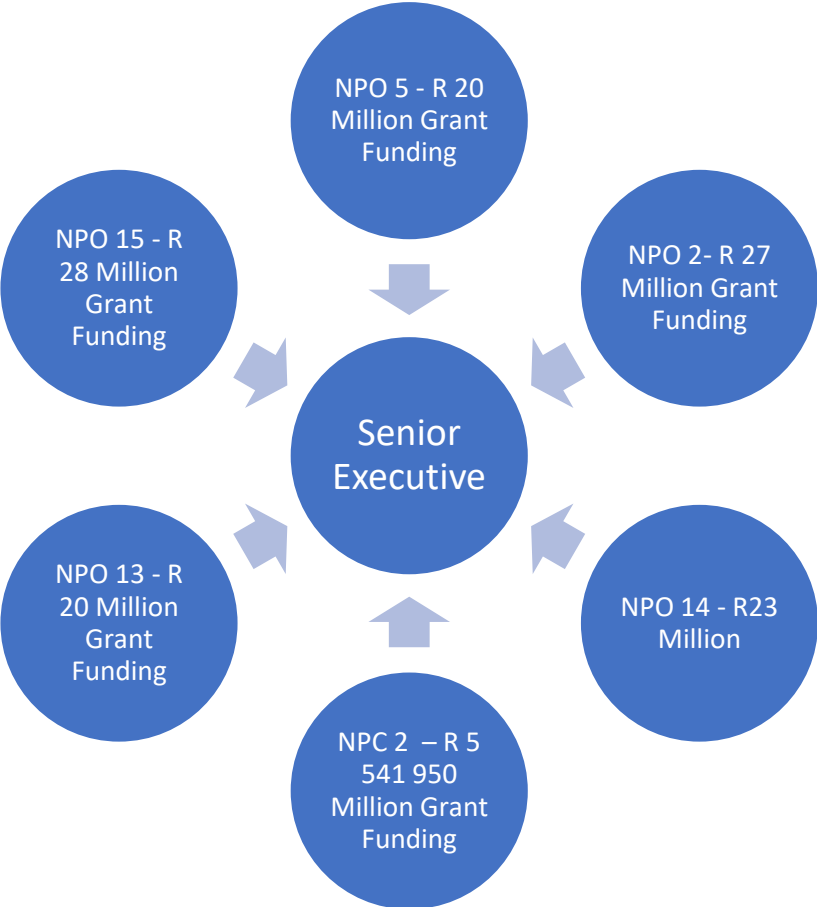 NPO 5 - R 20
Million Grant
Funding
NPO 15 - R
28 Million
Grant
Funding
NPO 2- R 27
Million Grant
Funding
Senior
Executive
NPO 13 - R
20 Million
Grant
Funding
NPO 14 - R23
Million
NPC 2  – R 5
541 950
Million Grant
Funding